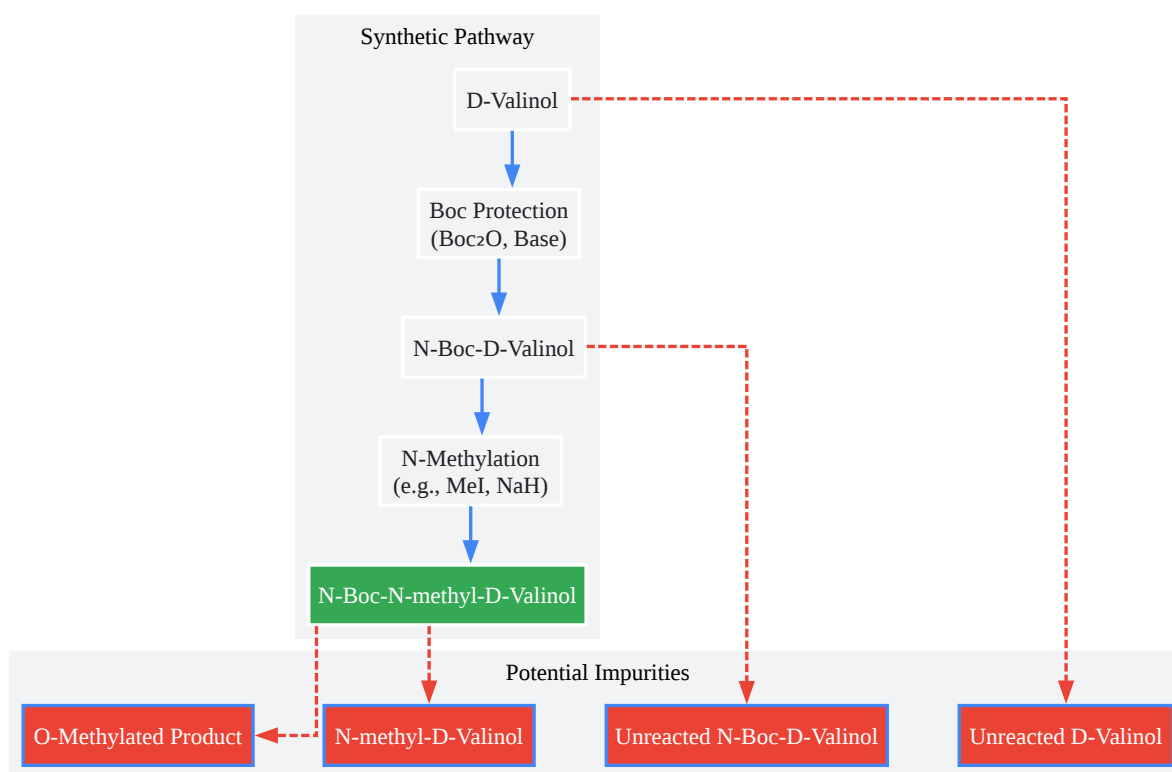 Synthetic Pathway
D-Valinol
Boc Protection
(Boc₂O, Base)
N-Boc-D-Valinol
N-Methylation
(e.g., MeI, NaH)
N-Boc-N-methyl-D-Valinol
Potential Impurities
O-Methylated Product
N-methyl-D-Valinol
Unreacted N-Boc-D-Valinol
Unreacted D-Valinol